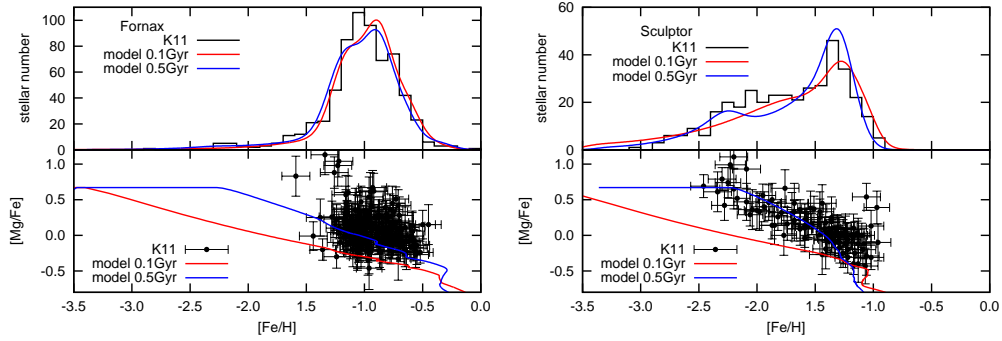 Fornax
K11
model 0.1Gyr
model 0.5Gyr
stellar number
100
80
60
40
20
0
[Mg/Fe]
1.0
0.5
0.0
-0.5
K11
model 0.1Gyr
model 0.5Gyr
-3.5 -3.0 -2.5 -2.0 -1.5 -1.0 -0.5 0.0
[Fe/H]
Sculptor
K11
model 0.1Gyr
model 0.5Gyr
stellar number
60
40
20
0
[Mg/Fe]
1.0
0.5
0.0
-0.5
K11
model 0.1Gyr
model 0.5Gyr
-3.5 -3.0 -2.5 -2.0 -1.5 -1.0 -0.5 0.0
[Fe/H]